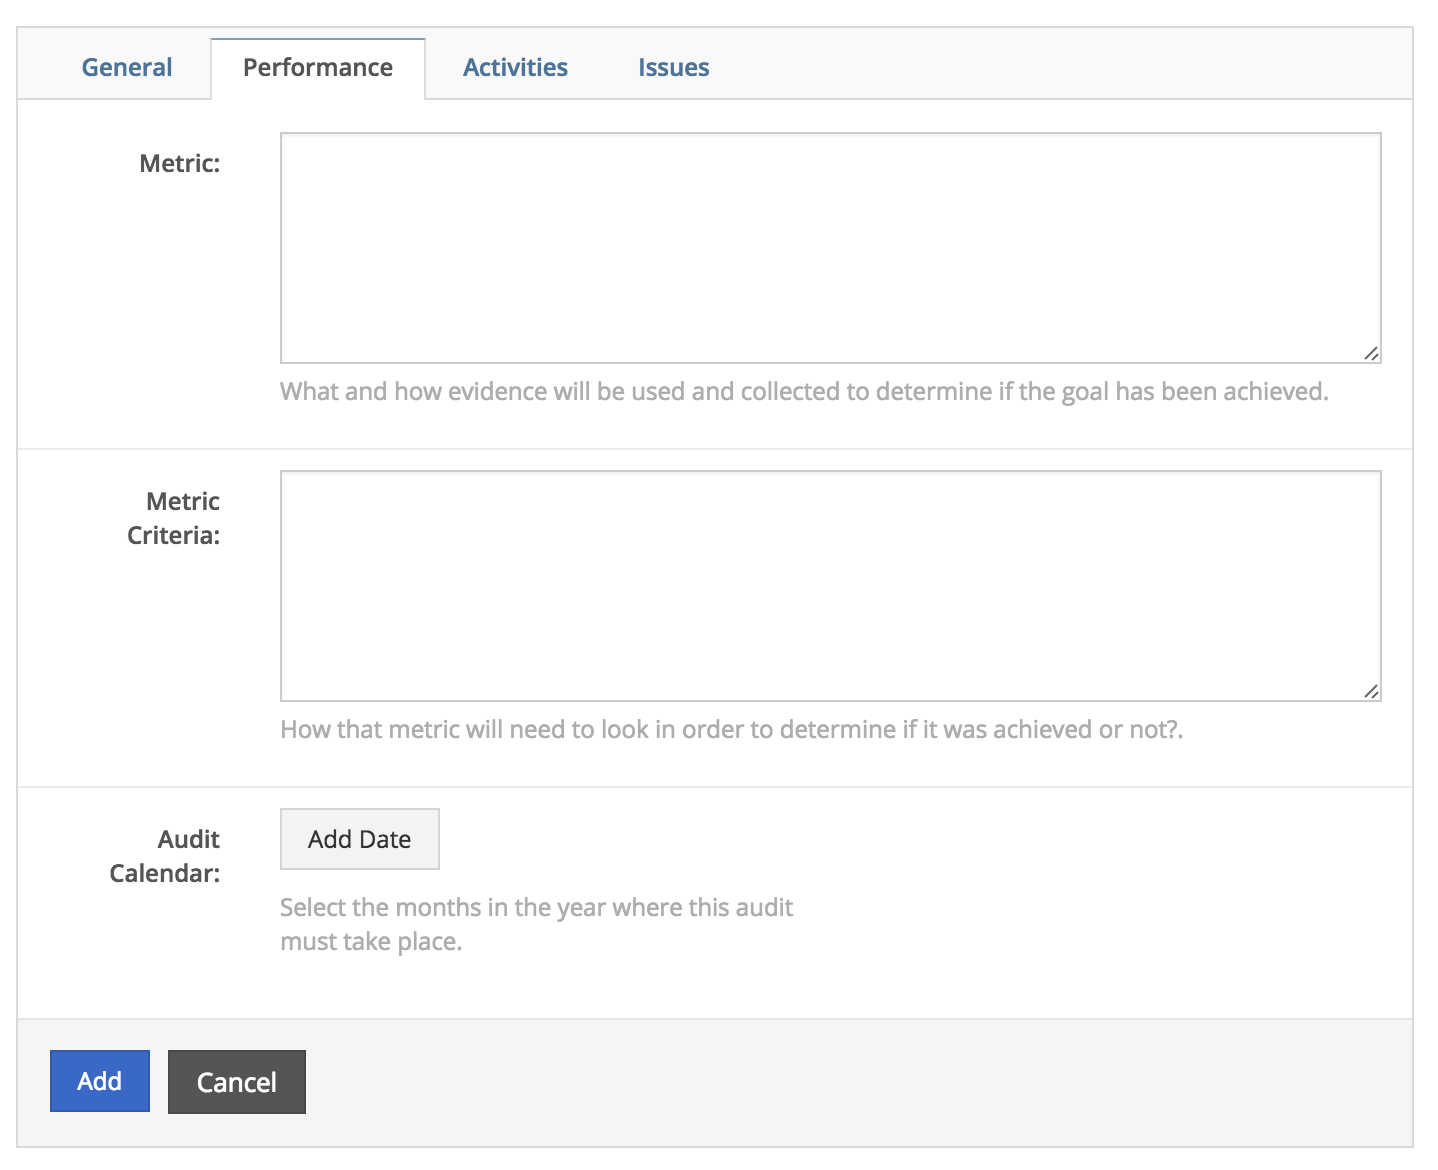 General Performance Activities Issues
Metric:
What and how evidence will be used and collected to determine if the goal has been achieved.
Metric
Criteria:
How that metric will need to look in order to determine if it was achieved or not?.
Audit
Calendar:
Add Date
Select the months in the year where this audit
must take place.
Add Cancel